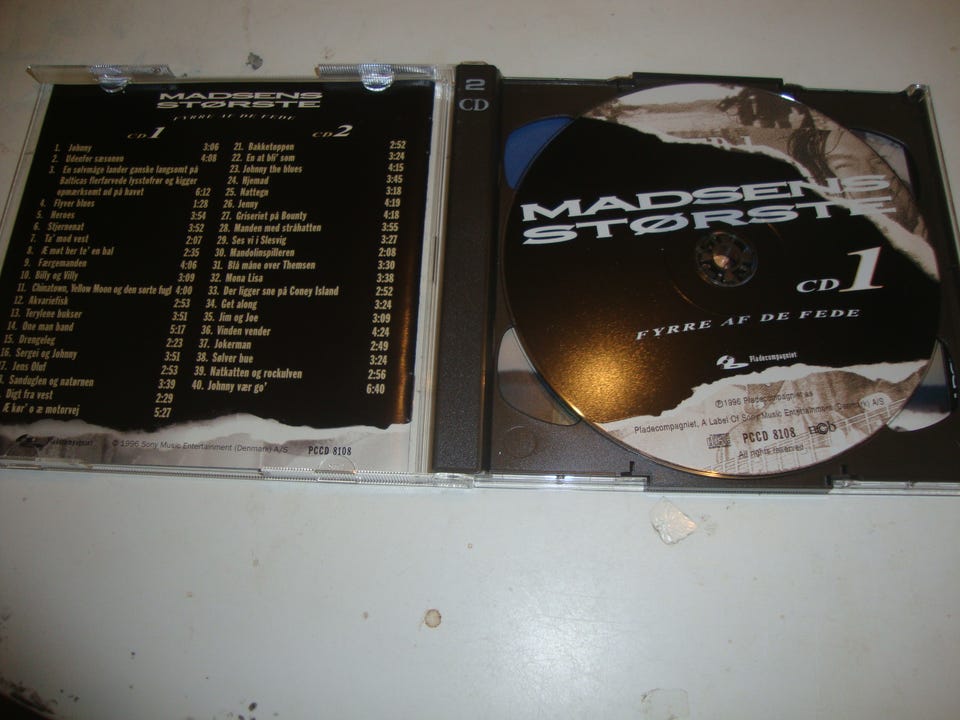 MADSENS
STØRSTE
FYRRE AF DE FEDE
CD 1
1. Johnny 3:06
2. Udenfor sæsonen 4:08
3. En sølvmåge lander ganske langsomt på
Balticas flerfarvede lysstofrør og kigger
opmærksomt ud på havet 6:12
4. Flyver blues 1:28
5. Heroes 3:54
6. Stjernenat 3:52
7. Ta' mod vest 2:07
8. Æ møt her te' en bal 2:35
9. Færgemanden 4:06
10. Billy og Villy 3:09
11. Chinatown, Yellow Moon og den sorte fugl 4:00
12. Akvariefisk 2:53
13. Terylene bukser 3:51
14. One man band 5:17
15. Drengeleg 2:23
16. Sergei og Johnny 3:51
17. Jens Oluf 2:53
Sanduglen og natørnen 3:39
Digt fra vest 2:29
Æ kør' o æ motorvej 5:27
CD 2
21. Bakketoppen 2:52
22. En at bli' som 3:24
23. Johnny the blues 4:15
24. Hjemad 3:45
25. Nattegn 3:18
26. Jenny 4:19
27. Griseriet på Bounty 4:18
28. Manden med stråhatten 3:55
29. Ses vi i Slesvig 3:27
30. Mandolinspilleren 2:08
31. Blå måne over Themsen 3:30
32. Mona Lisa 3:38
33. Der ligger sne på Coney Island 2:52
34. Get along 3:24
35. Jim og Joe 3:09
36. Vinden vender 4:24
37. Jokerman 2:49
38. Sølver bue 3:24
39. Natkatten og rockulven 2:56
40. Johnny vær go' 6:40
Pladecompagniet
© 1996 Sony Music Entertainment (Denmark) A/S
PCCD 8108
2
CD
MADSENS
STØRSTE
CD 1
FYRRE AF DE FEDE
Pladecompagniet
℗ 1996 Pladecompagniet as
Pladecompagniet, A Label Of Sony Music Entertainment (Denmark) A/S
PCCD 8108 n©b
All rights reserved